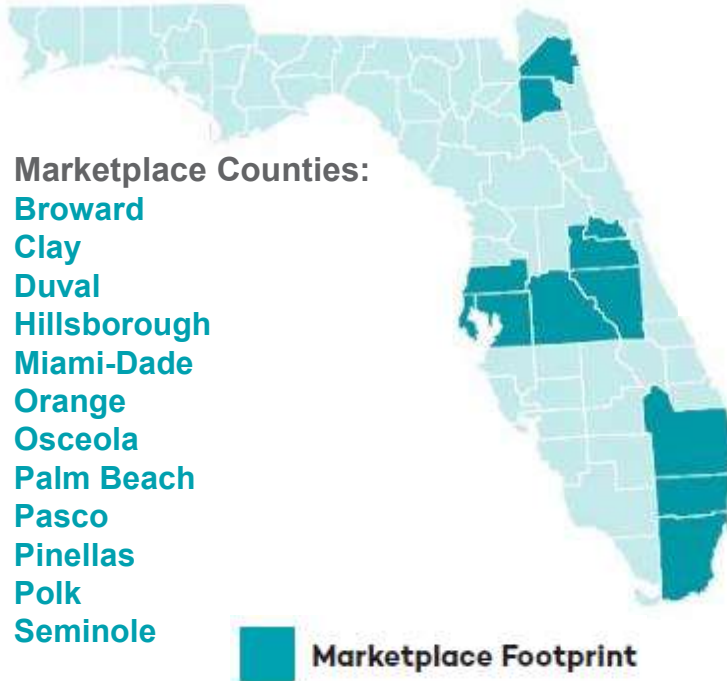 Marketplace Counties:
Broward
Clay
Duval
Hillsborough
Miami-Dade
Orange
Osceola
Palm Beach
Pasco
Pinellas
Polk
Seminole
Marketplace Footprint